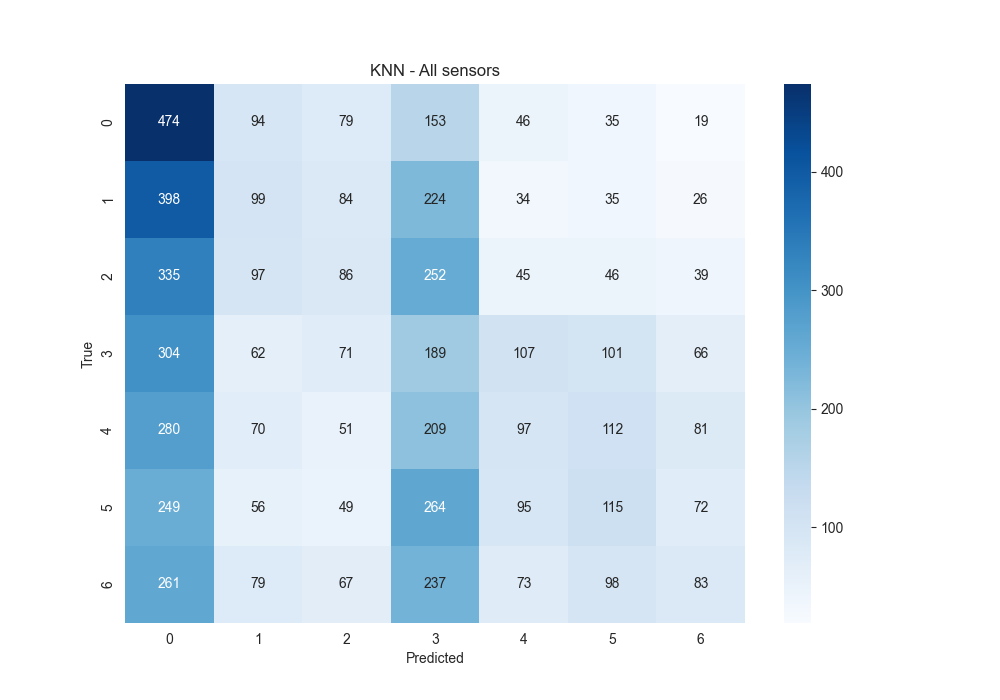 KNN - All sensors
0 474 94 79 153 46 35 19
1 398 99 84 224 34 35 26
2 335 97 86 252 45 46 39
3 304 62 71 189 107 101 66
4 280 70 51 209 97 112 81
5 249 56 49 264 95 115 72
6 261 79 67 237 73 98 83
0 1 2 3 4 5 6
Predicted
True
400
300
200
100